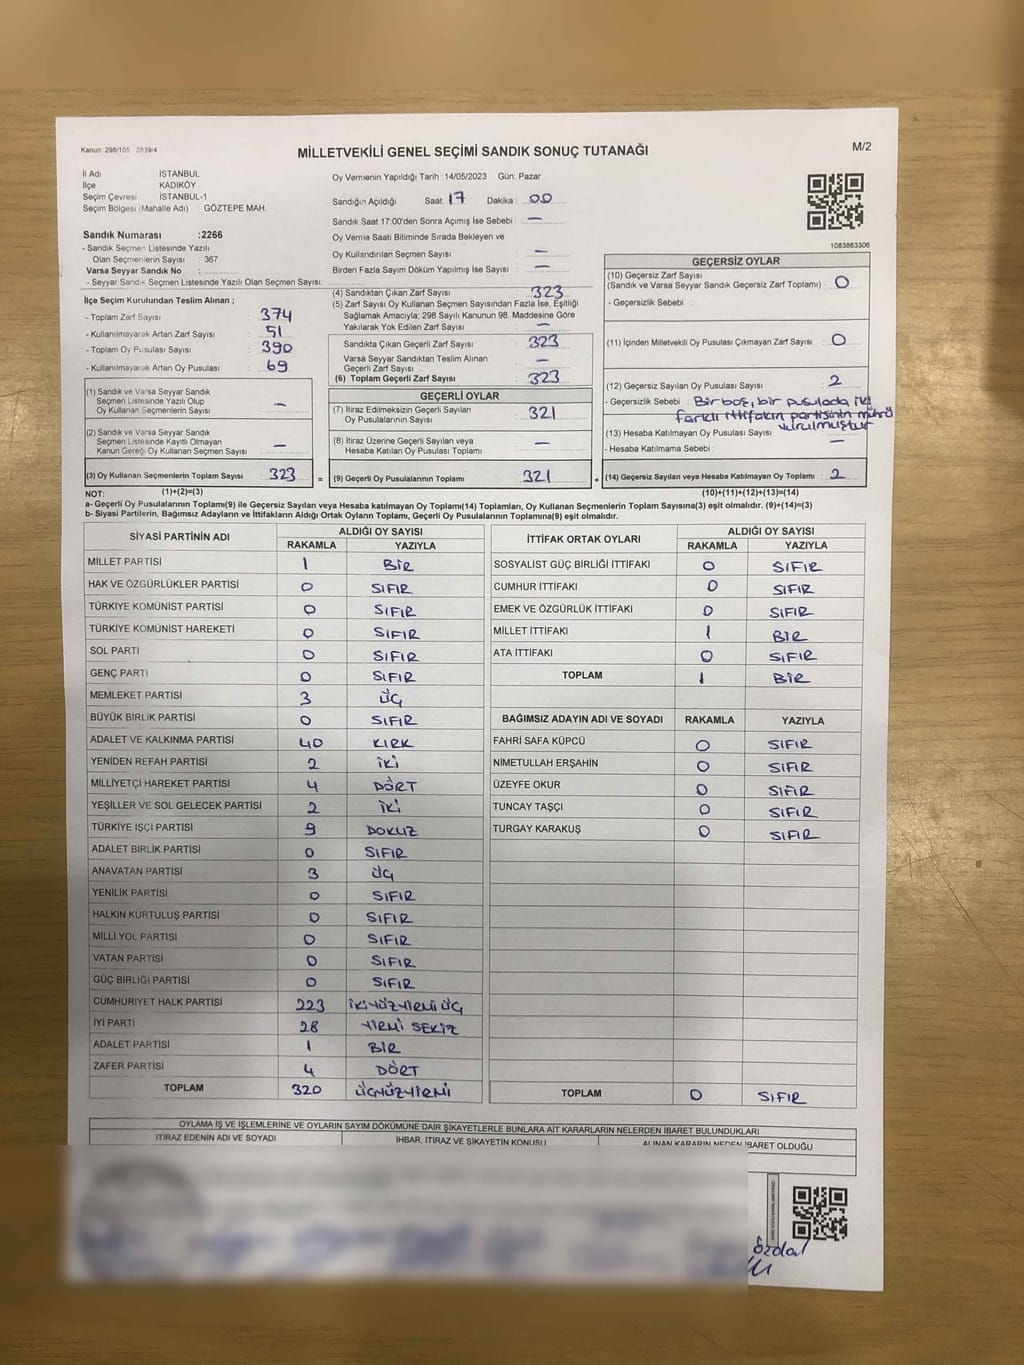 Kanun: 298/105 2839/4
MİLLETVEKİLİ GENEL SEÇİMİ SANDIK SONUÇ TUTANAĞI
M/2
İl Adı İSTANBUL
İlçe KADIKÖY
Seçim Çevresi İSTANBUL-1
Seçim Bölgesi (Mahalle Adı) GÖZTEPE MAH.
Sandık Numarası :2266
- Sandık Seçmen Listesinde Yazılı
Olan Seçmenlerin Sayısı : 367
Varsa Seyyar Sandık No :
- Seyyar Sandık Seçmen Listesinde Yazılı Olan Seçmen Sayısı:
İlçe Seçim Kurulundan Teslim Alınan ;
- Toplam Zarf Sayısı : 374
- Kullanılmayarak Artan Zarf Sayısı : 51
- Toplam Oy Pusulası Sayısı : 390
- Kullanılmayarak Artan Oy Pusulası : 69
(1) Sandık ve Varsa Seyyar Sandık
Seçmen Listesinde Yazılı Olup
Oy Kullanan Seçmenlerin Sayısı : —
(2) Sandık ve Varsa Seyyar Sandık
Seçmen Listesinde Kayıtlı Olmayan
Kanun Gereği Oy Kullanan Seçmen Sayısı : —
(3) Oy Kullanan Seçmenlerin Toplam Sayısı : 323
Oy Vermenin Yapıldığı Tarih :14/05/2023 Gün: Pazar
Sandığın Açıldığı Saat: 17 Dakika : 00
Sandık Saat 17:00'den Sonra Açımış İse Sebebi : —
Oy Verme Saati Bitiminde Sırada Bekleyen ve
Oy Kullandırılan Seçmen Sayısı : —
Birden Fazla Sayım Döküm Yapılmış İse Sayısı : —
(4) Sandıktan Çıkan Zarf Sayısı : 323
(5) Zarf Sayısı Oy Kullanan Seçmen Sayısından Fazla İse, Eşitliği
Sağlamak Amacıyla; 298 Sayılı Kanunun 98. Maddesine Göre
Yakılarak Yok Edilen Zarf Sayısı : —
Sandıkta Çıkan Geçerli Zarf Sayısı : 323
Varsa Seyyar Sandıktan Teslim Alınan
Geçerli Zarf Sayısı : —
(6) Toplam Geçerli Zarf Sayısı : 323
GEÇERLİ OYLAR
(7) İtiraz Edilmeksizin Geçerli Sayılan
Oy Pusulalarının Sayısı : 321
(8) İtiraz Üzerine Geçerli Sayılan veya
Hesaba Katılan Oy Pusulası Toplamı : —
= (9) Geçerli Oy Pusulalarının Toplamı : 321
1083863306
GEÇERSİZ OYLAR
(10) Geçersiz Zarf Sayısı
(Sandık ve Varsa Seyyar Sandık Geçersiz Zarf Toplamı) : 0
- Geçersizlik Sebebi :
(11) İçinden Milletvekili Oy Pusulası Çıkmayan Zarf Sayısı : 0
(12) Geçersiz Sayılan Oy Pusulası Sayısı : 2
- Geçersizlik Sebebi : Bir boş, bir pusulada iki
farklı ittifakın partisinin mührü
vurulmuştur
(13) Hesaba Katılmayan Oy Pusulası Sayısı : —
- Hesaba Katılmama Sebebi :
+ (14) Geçersiz Sayılan veya Hesaba Katılmayan Oy Toplamı : 2
NOT: (1)+(2)=(3) (10)+(11)+(12)+(13)=(14)
a- Geçerli Oy Pusulalarının Toplamı(9) ile Geçersiz Sayılan veya Hesaba katılmayan Oy Toplamı(14) Toplamları, Oy Kullanan Seçmenlerin Toplam Sayısına(3) eşit olmalıdır. (9)+(14)=(3)
b- Siyasi Partilerin, Bağımsız Adayların ve İttifakların Aldığı Ortak Oyların Toplamı, Geçerli Oy Pusulalarının Toplamına(9) eşit olmalıdır.
SİYASİ PARTİNİN ADI ALDIĞI OY SAYISI
RAKAMLA YAZIYLA
MİLLET PARTİSİ 1 BİR
HAK VE ÖZGÜRLÜKLER PARTİSİ 0 SIFIR
TÜRKİYE KOMÜNİST PARTİSİ 0 SIFIR
TÜRKİYE KOMÜNİST HAREKETİ 0 SIFIR
SOL PARTİ 0 SIFIR
GENÇ PARTİ 0 SIFIR
MEMLEKET PARTİSİ 3 ÜÇ
BÜYÜK BİRLİK PARTİSİ 0 SIFIR
ADALET VE KALKINMA PARTİSİ 40 KIRK
YENİDEN REFAH PARTİSİ 2 İKİ
MİLLİYETÇİ HAREKET PARTİSİ 4 DÖRT
YEŞİLLER VE SOL GELECEK PARTİSİ 2 İKİ
TÜRKİYE İŞÇİ PARTİSİ 9 DOKUZ
ADALET BİRLİK PARTİSİ 0 SIFIR
ANAVATAN PARTİSİ 3 ÜÇ
YENİLİK PARTİSİ 0 SIFIR
HALKIN KURTULUŞ PARTİSİ 0 SIFIR
MİLLİ YOL PARTİSİ 0 SIFIR
VATAN PARTİSİ 0 SIFIR
GÜÇ BİRLİĞİ PARTİSİ 0 SIFIR
CUMHURİYET HALK PARTİSİ 223 İKİYÜZYİRMİÜÇ
İYİ PARTİ 28 YİRMİ SEKİZ
ADALET PARTİSİ 1 BİR
ZAFER PARTİSİ 4 DÖRT
TOPLAM 320 ÜÇYÜZYİRMİ
İTTİFAK ORTAK OYLARI ALDIĞI OY SAYISI
RAKAMLA YAZIYLA
SOSYALİST GÜÇ BİRLİĞİ İTTİFAKI 0 SIFIR
CUMHUR İTTİFAKI 0 SIFIR
EMEK VE ÖZGÜRLÜK İTTİFAKI 0 SIFIR
MİLLET İTTİFAKI 1 BİR
ATA İTTİFAKI 0 SIFIR
TOPLAM 1 BİR
BAĞIMSIZ ADAYIN ADI VE SOYADI RAKAMLA YAZIYLA
FAHRİ SAFA KÜPCÜ 0 SIFIR
NİMETULLAH ERŞAHİN 0 SIFIR
ÜZEYFE OKUR 0 SIFIR
TUNCAY TAŞÇI 0 SIFIR
TURGAY KARAKUŞ 0 SIFIR
TOPLAM 0 SIFIR
OYLAMA İŞ VE İŞLEMLERİNE VE OYLARIN SAYIM DÖKÜMÜNE DAİR ŞİKAYETLERLE BUNLARA AİT KARARLARIN NELERDEN İBARET BULUNDUKLARI
İTİRAZ EDENİN ADI VE SOYADI İHBAR, İTİRAZ VE ŞİKAYETİN KONUSU ALINAN KARARIN NEDEN İBARET OLDUĞU
özdal